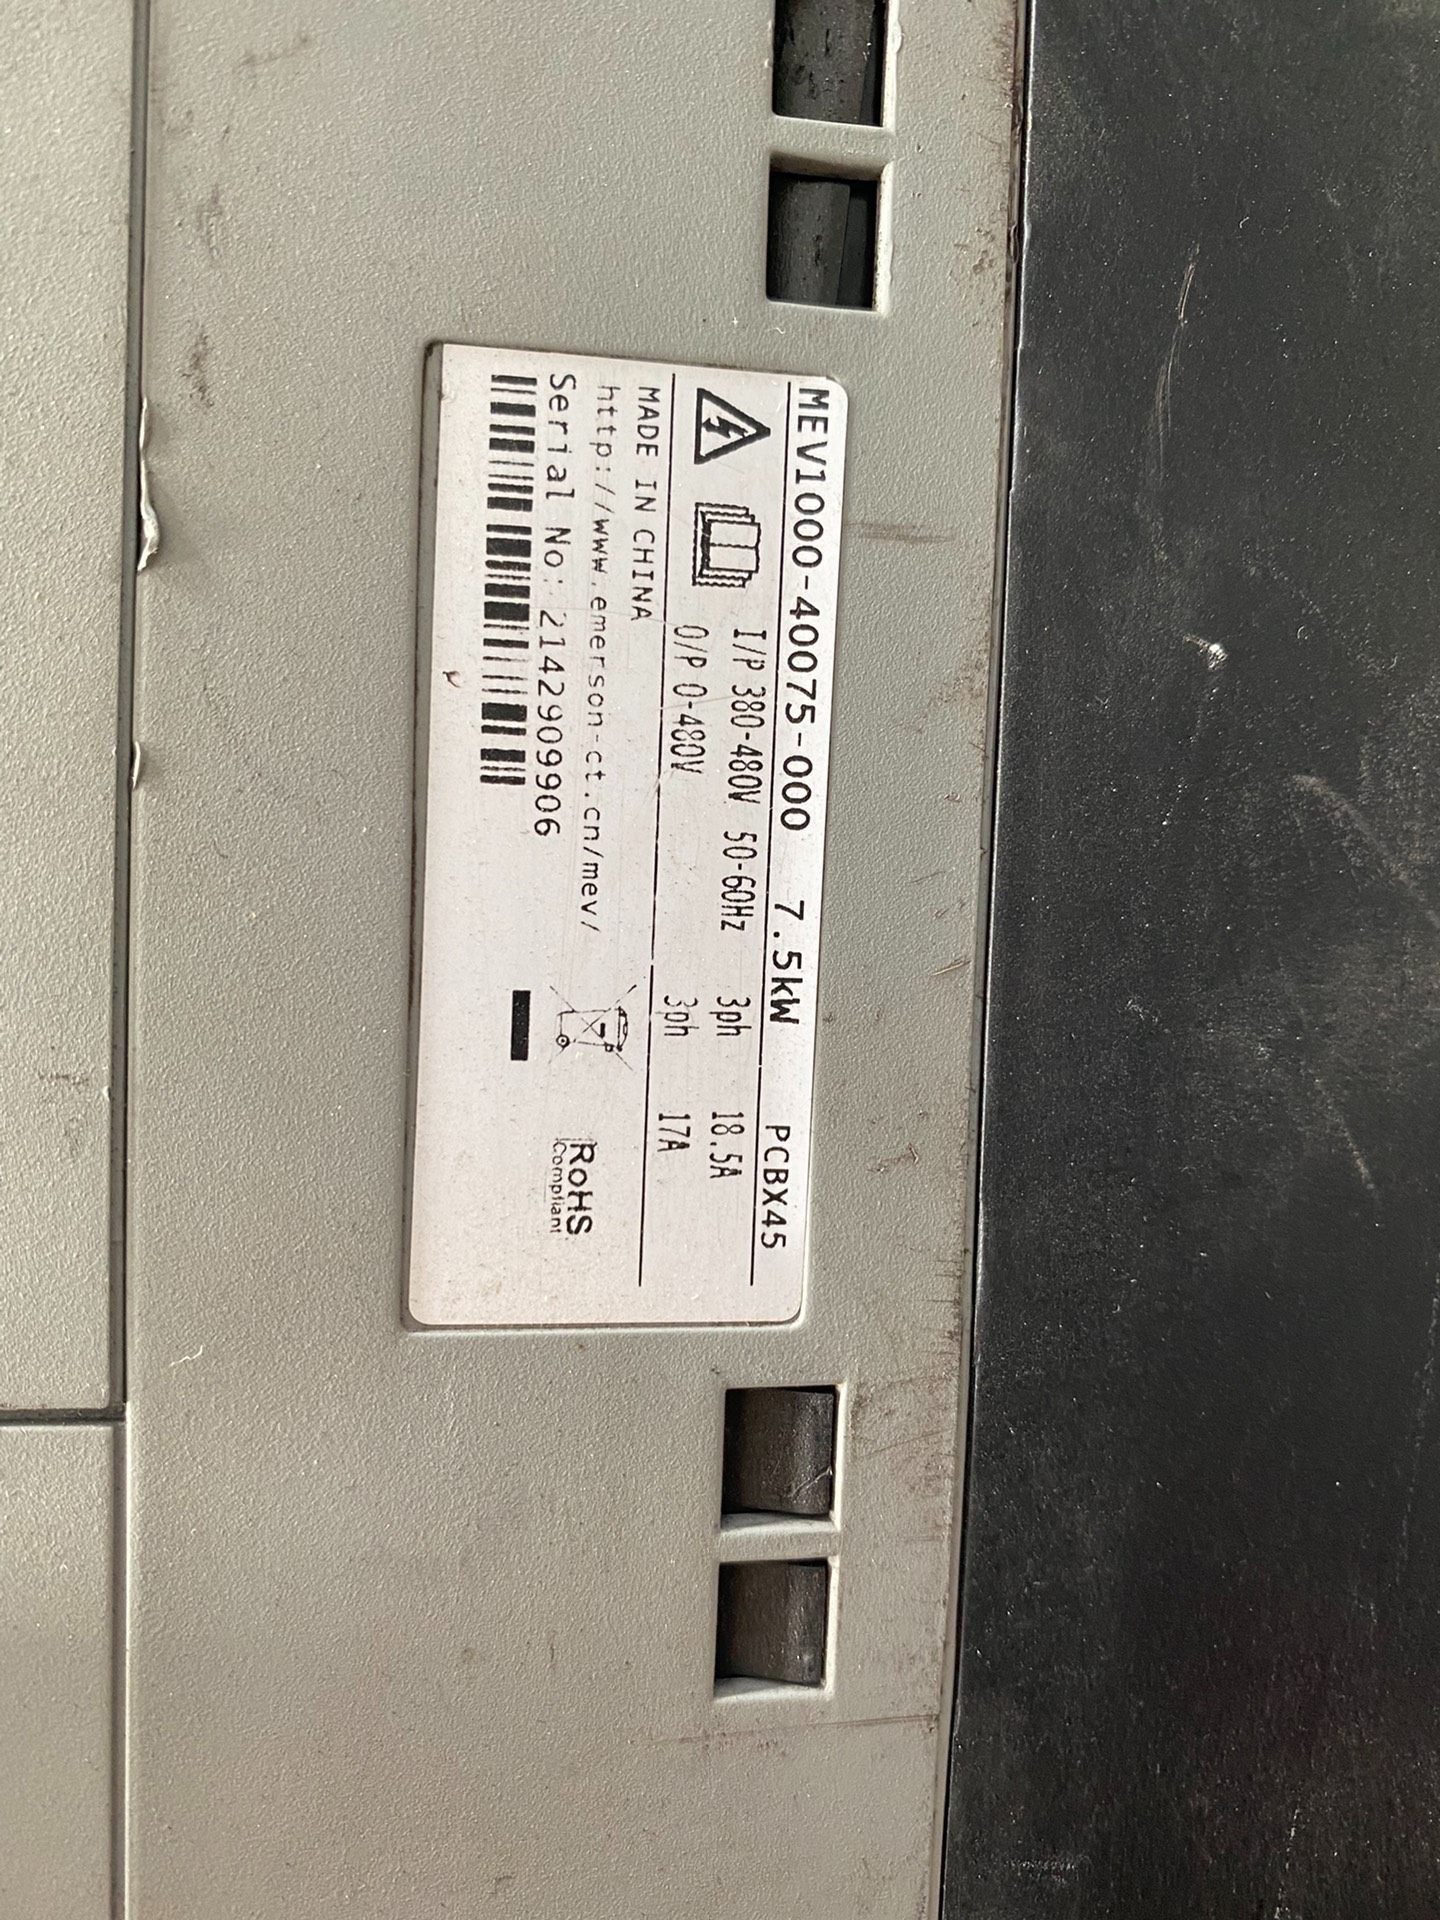 MEV1000-40075-000 7.5kW PCBX45
I/P 380-480V 50-60Hz 3ph 18.5A
O/P 0-480V 3ph 17A
MADE IN CHINA
http://www.emerson-ct.cn/mev/
Serial No: 2142909906
RoHS
Compliant